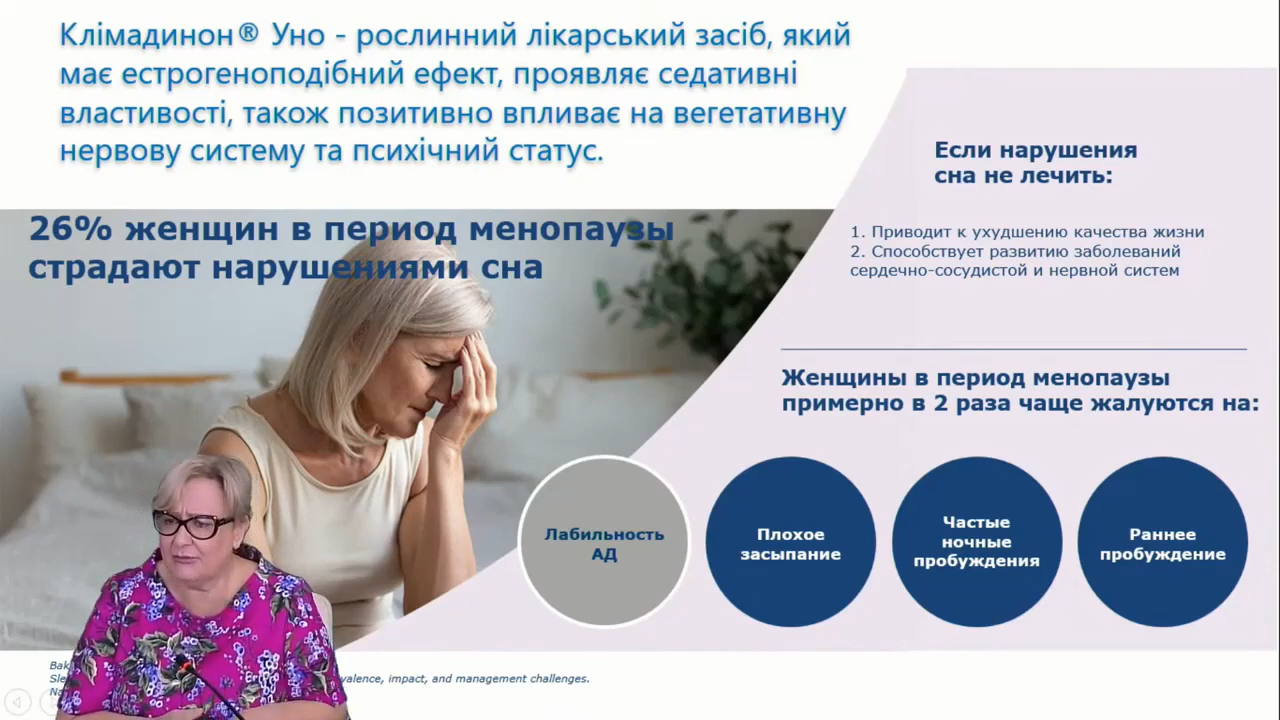 Клімадинон® Уно - рослинний лікарський засіб, який
має естрогеноподібний ефект, проявляє седативні
властивості, також позитивно впливає на вегетативну
нервову систему та психічний статус.
26% женщин в период менопаузы
страдают нарушениями сна
Если нарушения
сна не лечить:
1. Приводит к ухудшению качества жизни
2. Способствует развитию заболеваний
сердечно-сосудистой и нервной систем
Женщины в период менопаузы
примерно в 2 раза чаще жалуются на:
Лабильность
АД
Плохое
засыпание
Частые
ночные
пробуждения
Раннее
пробуждение
impact, and management challenges.